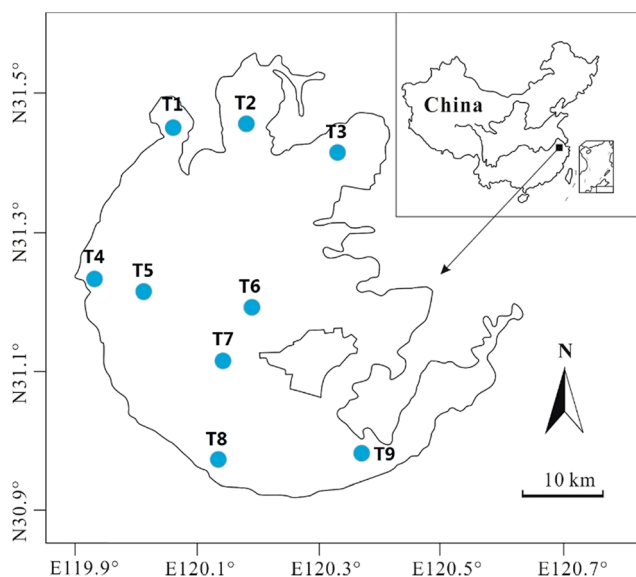 N31.5°
T1
T2
T3
China
N31.3°
T4
T5
T6
T7
N31.1°
N
T8
T9
10 km
N30.9°
E119.9°
E120.1°
E120.3°
E120.5°
E120.7°